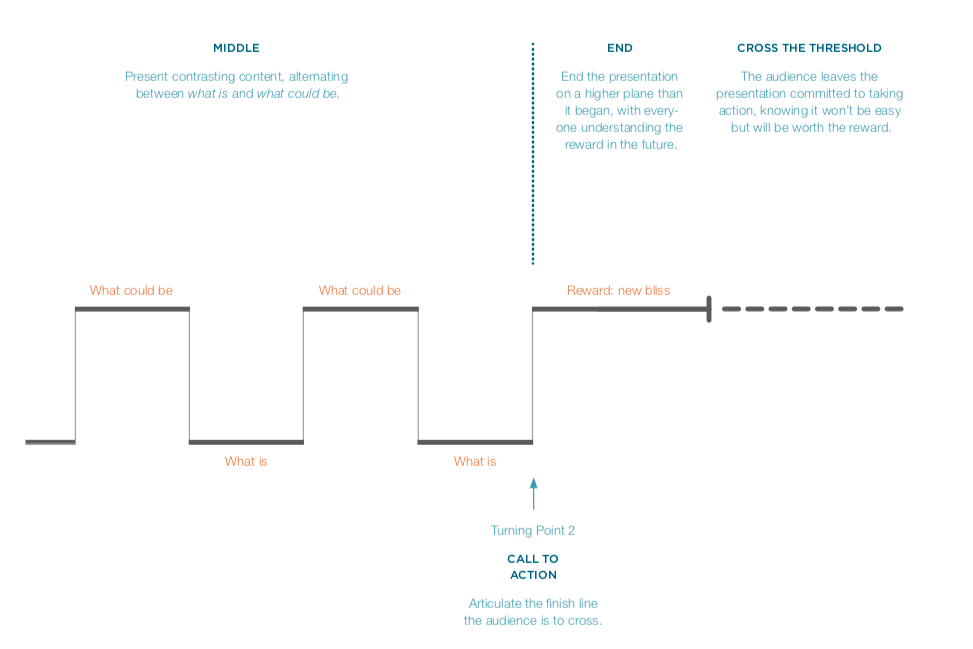 MIDDLE
Present contrasting content, alternating
between what is and what could be.
END
End the presentation
on a higher plane than
it began, with every-
one understanding the
reward in the future.
CROSS THE THRESHOLD
The audience leaves the
presentation committed to taking
action, knowing it won't be easy
but will be worth the reward.
What could be
What could be
Reward: new bliss
What is
What is
Turning Point 2
CALL TO
ACTION
Articulate the finish line
the audience is to cross.